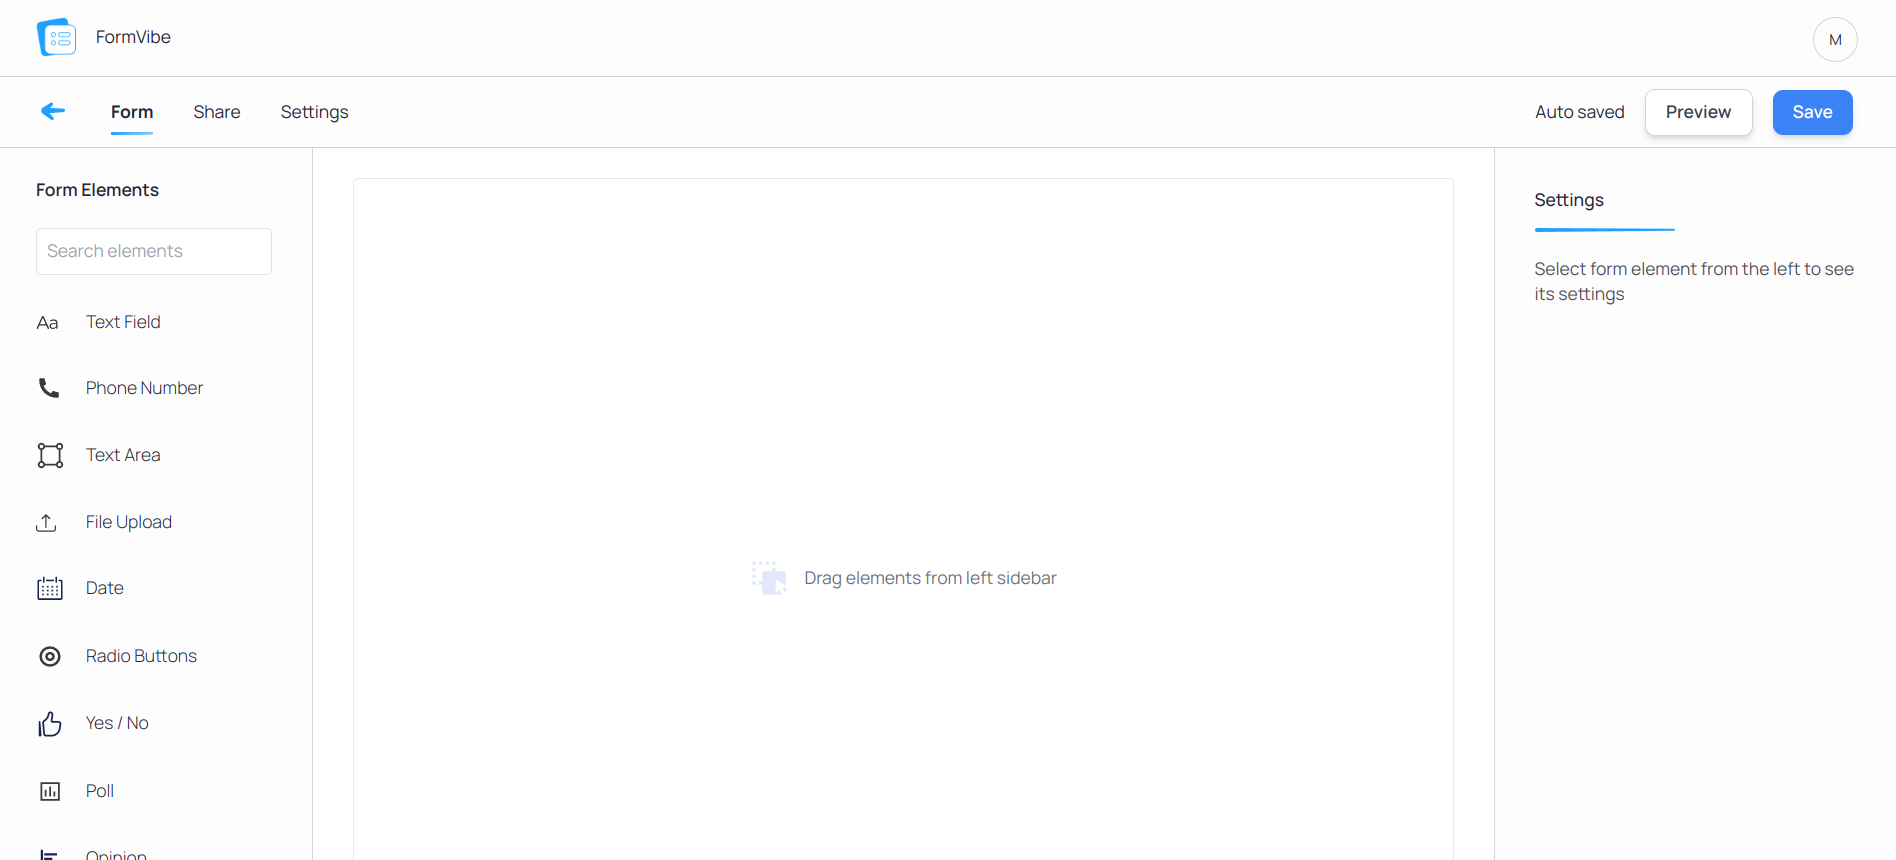 FormVibe
M
Form
Share
Settings
Auto saved
Preview
Save
Form Elements
Search elements
Aa
Text Field
Phone Number
Text Area
File Upload
Date
Radio Buttons
Yes / No
Poll
Opinion
Drag elements from left sidebar
Settings
Select form element from the left to see
its settings